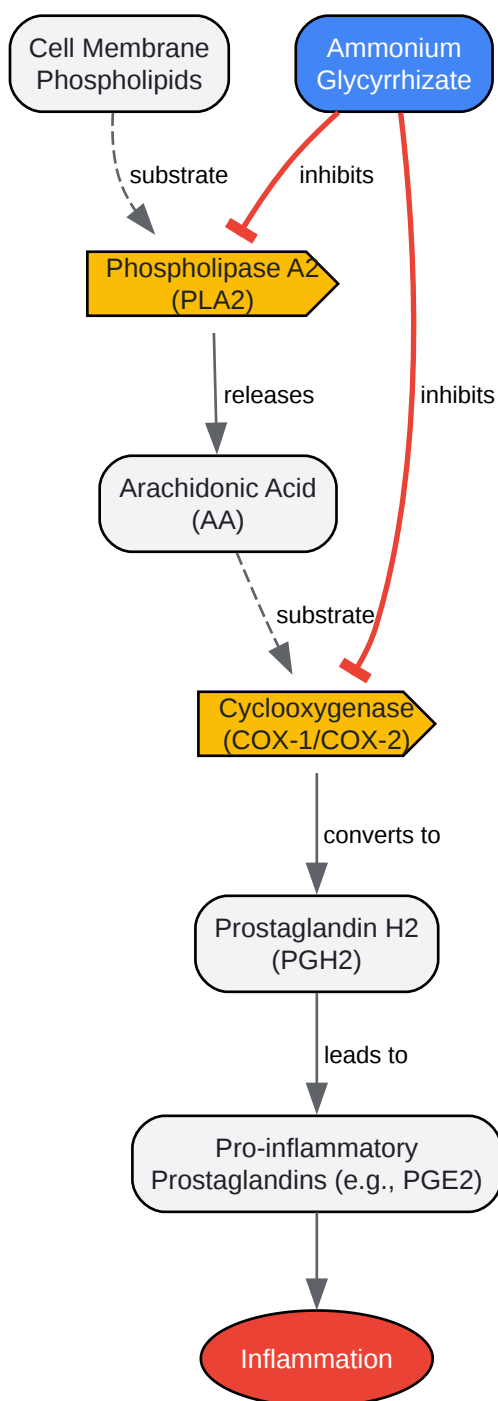 Cell Membrane
Phospholipids
Ammonium
Glycyrrhizate
substrate
inhibits
Phospholipase A2
(PLA2)
releases
inhibits
Arachidonic Acid
(AA)
substrate
Cyclooxygenase
(COX-1/COX-2)
converts to
Prostaglandin H2
(PGH2)
leads to
Pro-inflammatory
Prostaglandins (e.g., PGE2)
Inflammation